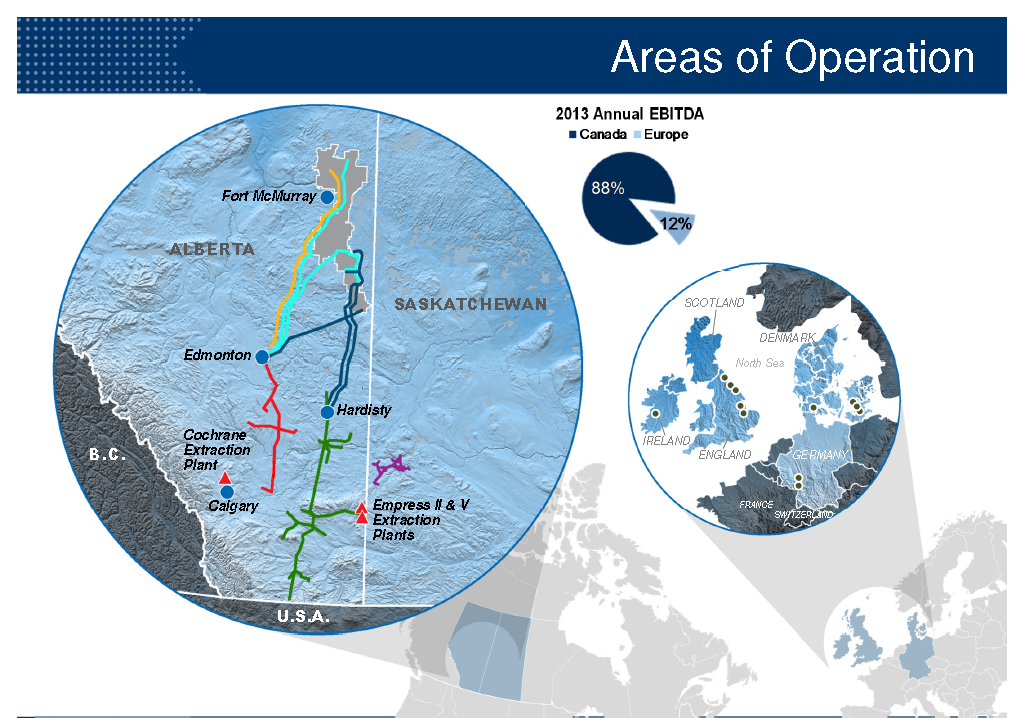 Areas of Operation
2013 Annual EBITDA
Canada Europe
88%
12%
Fort McMurray
ALBERTA
SASKATCHEWAN
Edmonton
Hardisty
Cochrane
Extraction
Plant
B.C.
Calgary
Empress II & V
Extraction
Plants
U.S.A.
SCOTLAND
DENMARK
North Sea
IRELAND
ENGLAND
GERMANY
FRANCE
SWITZERLAND